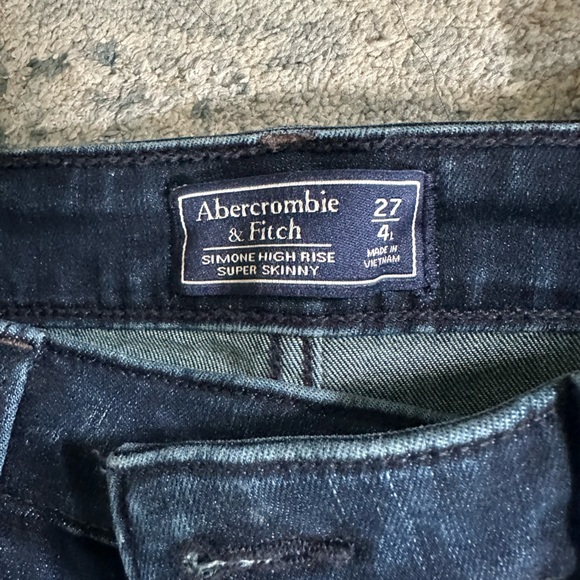 Abercrombie
& Fitch
SIMONE HIGH RISE
SUPER SKINNY
27
4L
MADE IN
VIETNAM